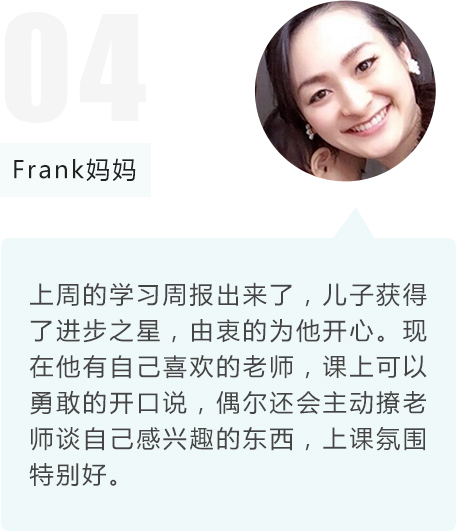 04
Frank妈妈
上周的学习周报出来了，儿子获得
了进步之星，由衷的为他开心。现
在他有自己喜欢的老师，课上可以
勇敢的开口说，偶尔还会主动撩老
师谈自己感兴趣的东西，上课氛围
特别好。